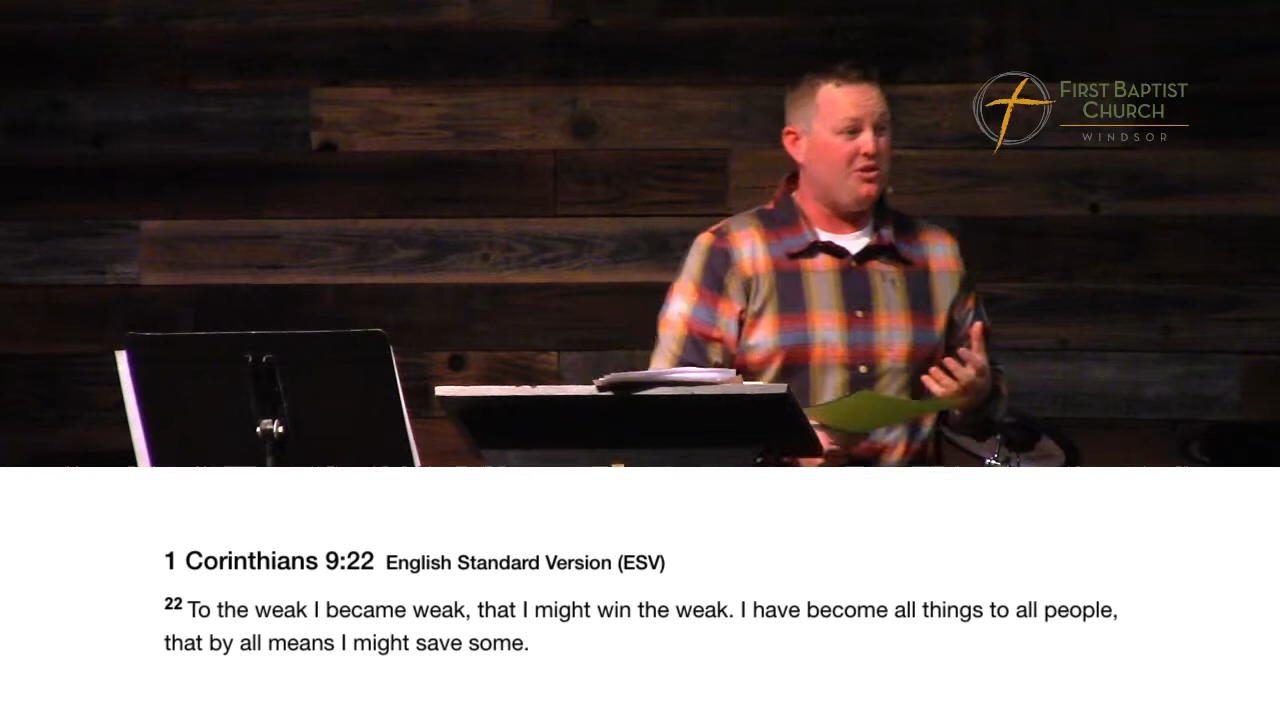 FIRST BAPTIST
CHURCH
WINDSOR
1 Corinthians 9:22 English Standard Version (ESV)
22 To the weak I became weak, that I might win the weak. I have become all things to all people,
that by all means I might save some.